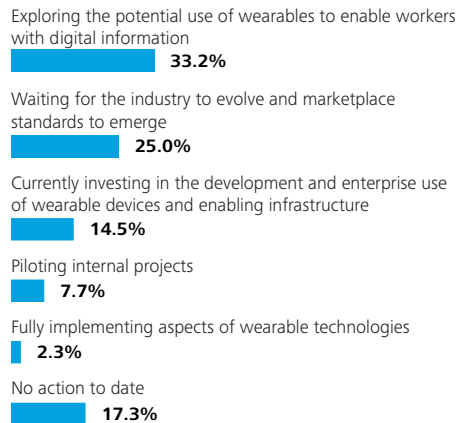 Exploring the potential use of wearables to enable workers
with digital information
33.2%
Waiting for the industry to evolve and marketplace
standards to emerge
25.0%
Currently investing in the development and enterprise use
of wearable devices and enabling infrastructure
14.5%
Piloting internal projects
7.7%
Fully implementing aspects of wearable technologies
2.3%
No action to date
17.3%